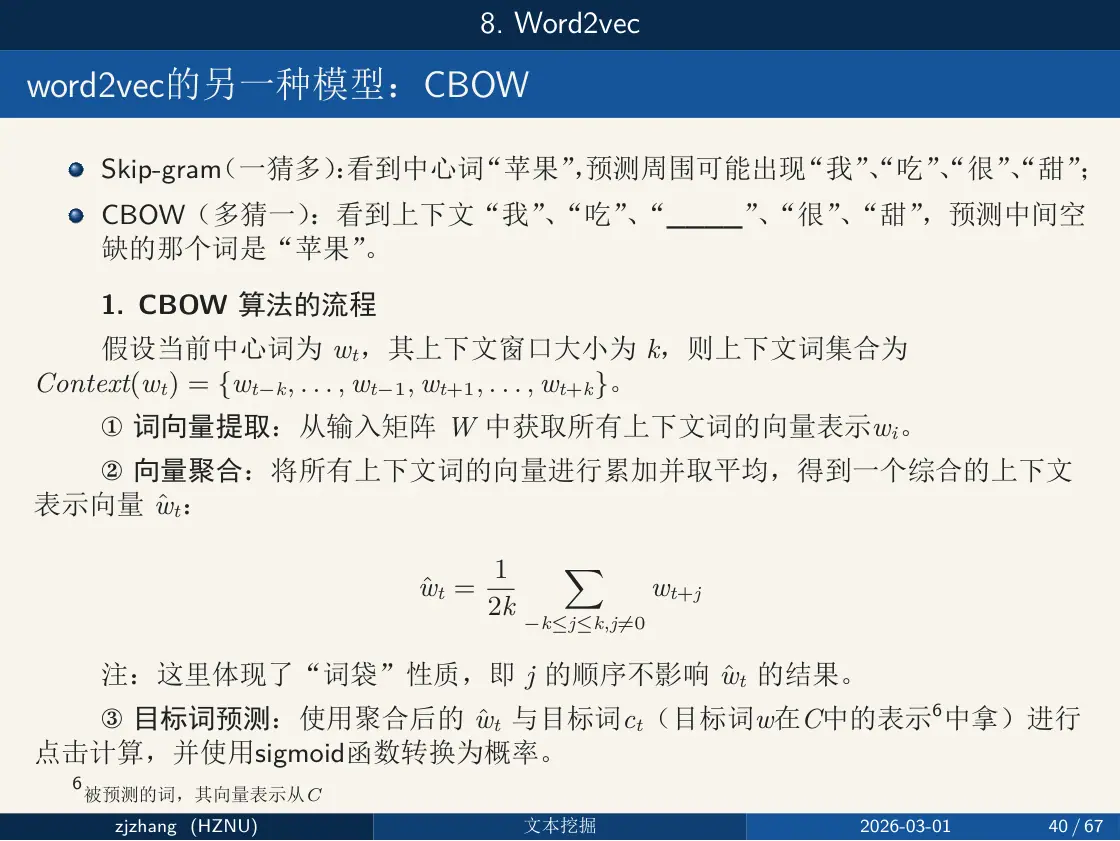 8. Word2vec
word2vec的另一种模型：CBOW
Skip-gram（一猜多）：看到中心词“苹果”，预测周围可能出现“我”、“吃”、“很”、“甜”；
CBOW（多猜一）：看到上下文 “我”、“吃”、“____”、“很”、“甜”，预测中间空
缺的那个词是 “苹果”。
1. CBOW 算法的流程
假设当前中心词为 w_t，其上下文窗口大小为 k，则上下文词集合为
Context(w_t) = {w_{t−k}, . . . , w_{t−1}, w_{t+1}, . . . , w_{t+k}}。
① 词向量提取：从输入矩阵 W 中获取所有上下文词的向量表示w_i。
② 向量聚合：将所有上下文词的向量进行累加并取平均，得到一个综合的上下文
表示向量 ŵ_t：
ŵ_t = \frac{1}{2k} \sum_{−k≤j≤k,j≠0} w_{t+j}
注：这里体现了 “词袋” 性质，即 j 的顺序不影响 ŵ_t 的结果。
③ 目标词预测：使用聚合后的 ŵ_t 与目标词c_t（目标词w在C中的表示⁶中拿）进行
点击计算，并使用sigmoid函数转换为概率。
⁶被预测的词，其向量表示从C
zjzhang (HZNU) 文本挖掘 2026-03-01 40 / 67